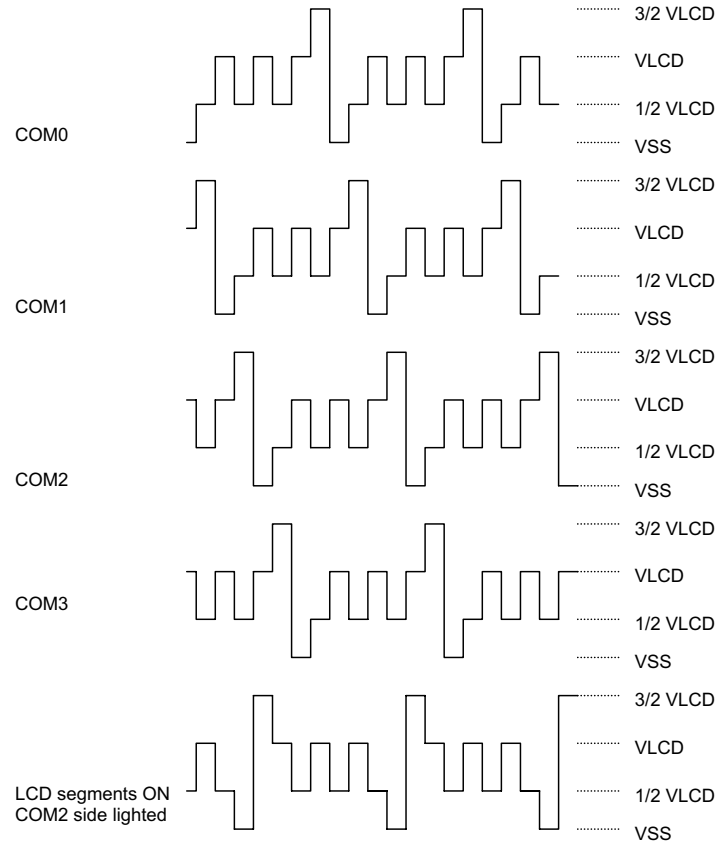 3/2 VLCD
VLCD
1/2 VLCD
COM0
VSS
3/2 VLCD
VLCD
1/2 VLCD
COM1
VSS
3/2 VLCD
VLCD
1/2 VLCD
COM2
VSS
3/2 VLCD
VLCD
COM3
1/2 VLCD
VSS
3/2 VLCD
VLCD
LCD segments ON
1/2 VLCD
COM2 side lighted
VSS